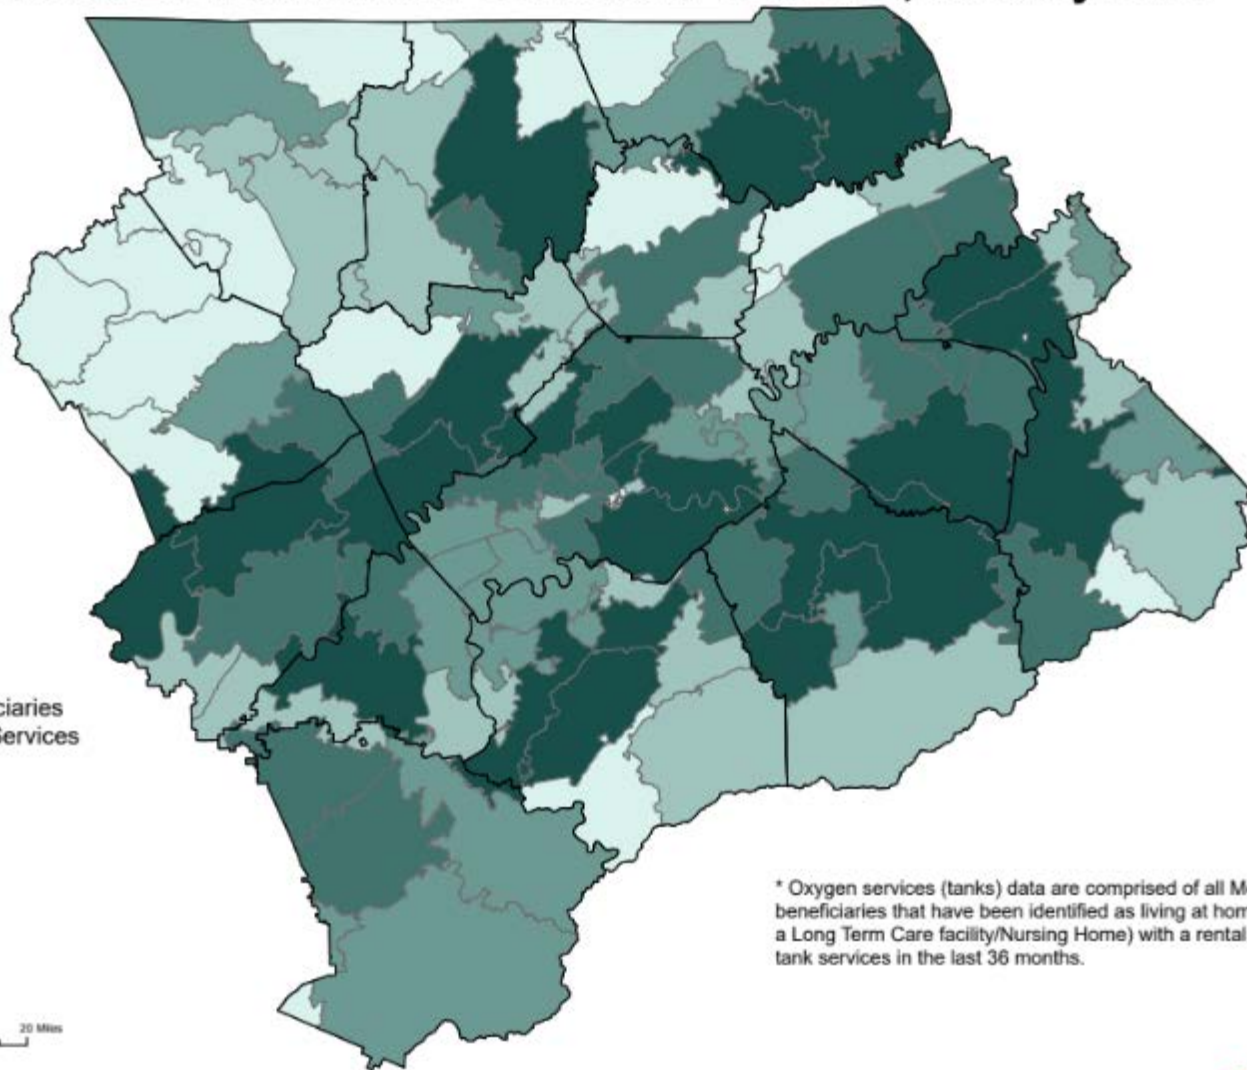 ciaries
Services
* Oxygen services (tanks) data are comprised of all M
beneficiaries that have been identified as living at hom
a Long Term Care facility/Nursing Home) with a rental
tank services in the last 36 months.
20 Miles